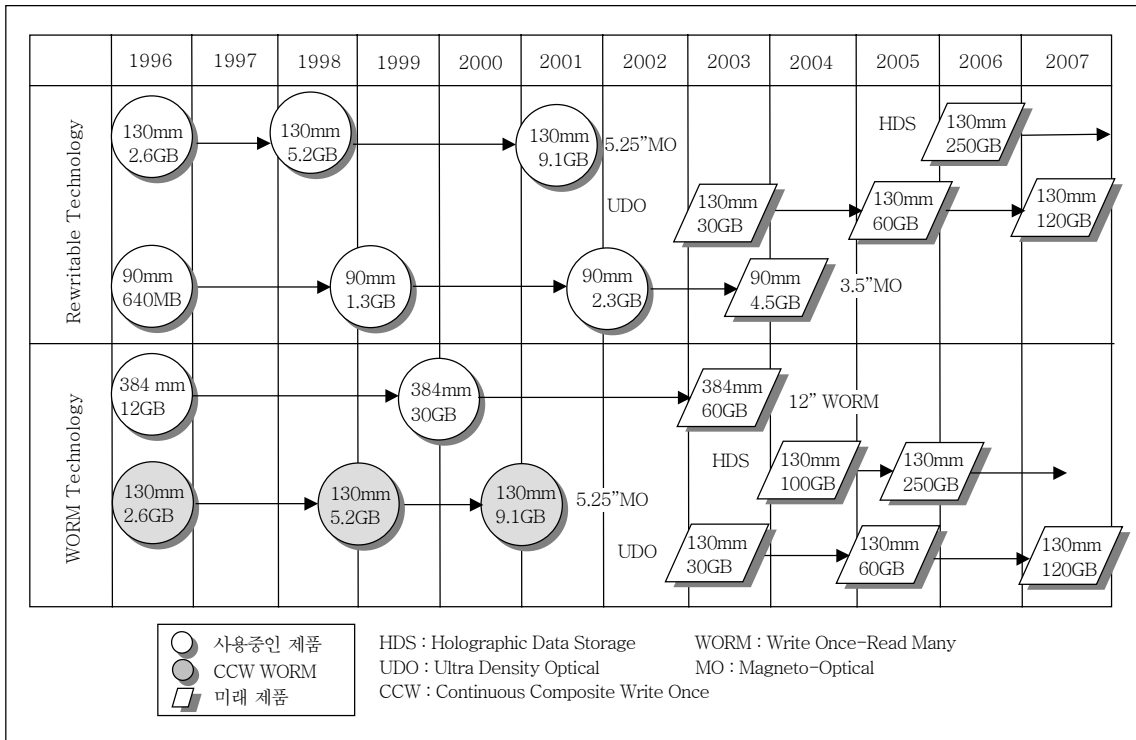 1996 1997 1998 1999 2000 2001 2002 2003 2004 2005 2006 2007
Rewritable Technology
130mm
2.6GB
130mm
5.2GB
130mm
9.1GB
5.25”MO
HDS
130mm
250GB
UDO
130mm
30GB
130mm
60GB
130mm
120GB
90mm
640MB
90mm
1.3GB
90mm
2.3GB
90mm
4.5GB
3.5”MO
WORM Technology
384 mm
12GB
384mm
30GB
384mm
60GB
12” WORM
HDS
130mm
100GB
130mm
250GB
130mm
2.6GB
130mm
5.2GB
130mm
9.1GB
5.25”MO
UDO
130mm
30GB
130mm
60GB
130mm
120GB
사용중인 제품
CCW WORM
미래 제품
HDS : Holographic Data Storage
UDO : Ultra Density Optical
CCW : Continuous Composite Write Once
WORM : Write Once-Read Many
MO : Magneto-Optical